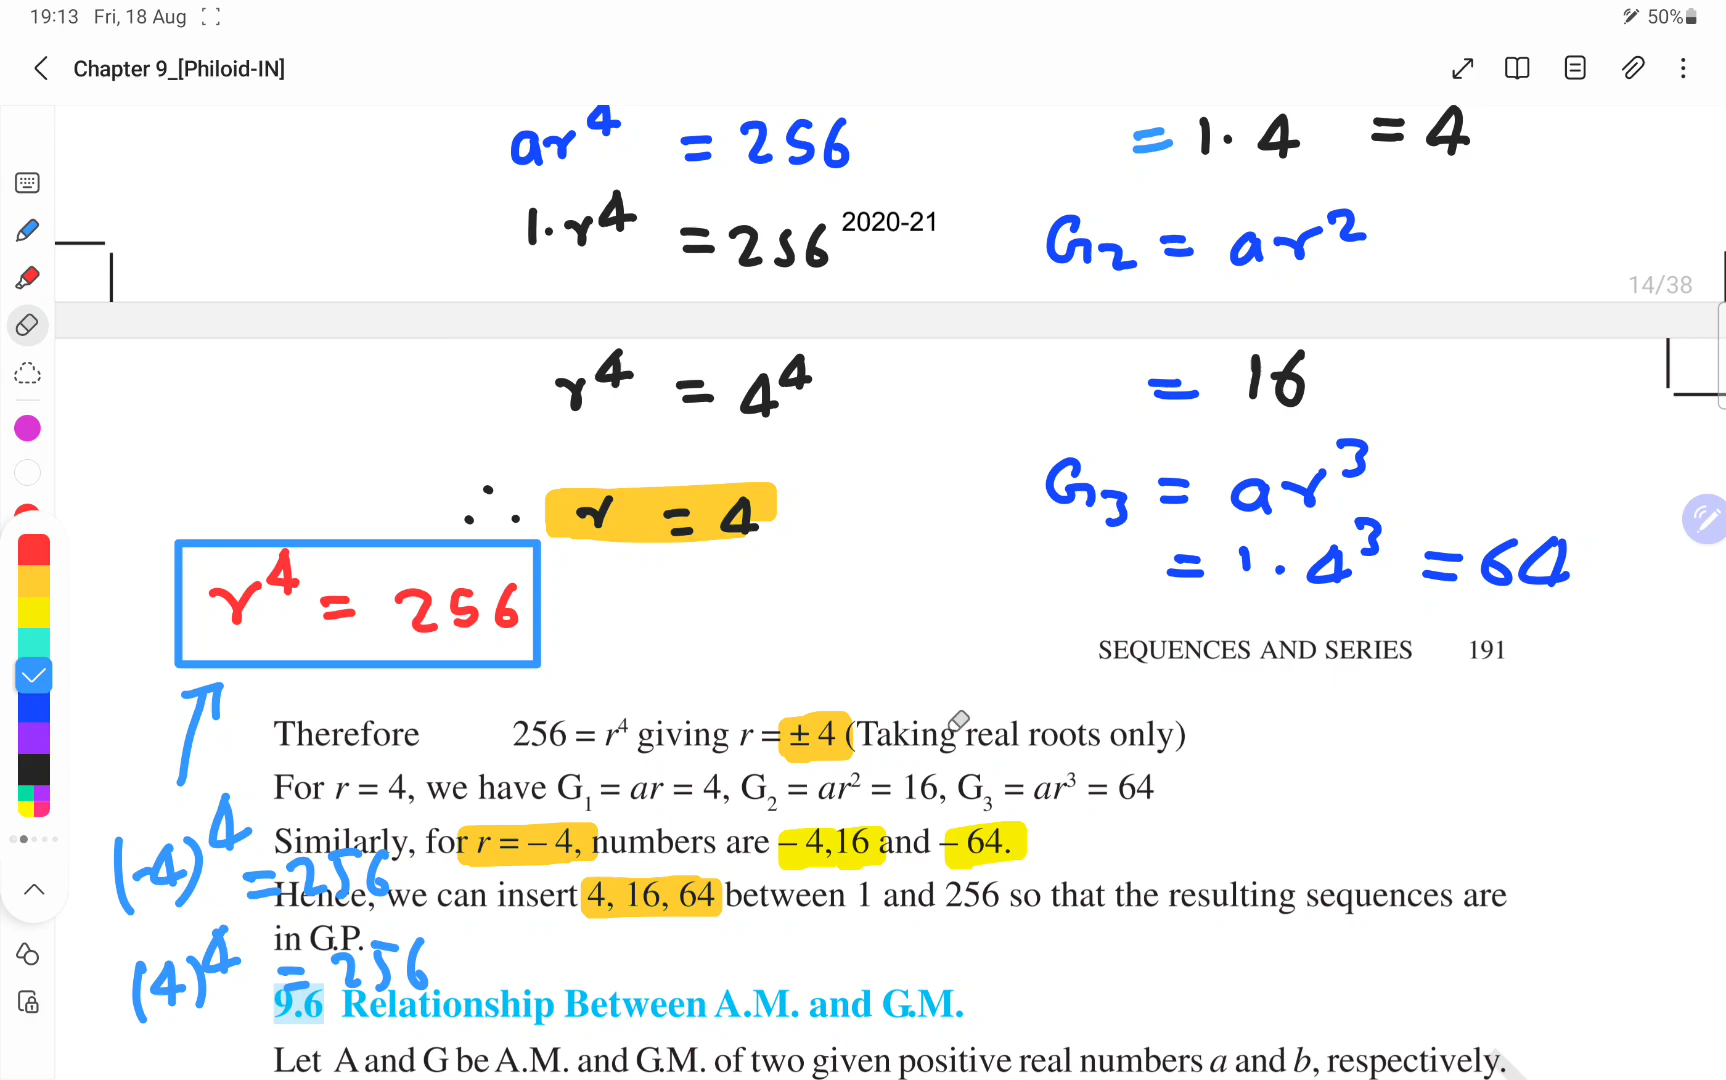 19:13 Fri, 18 Aug 50%
Chapter 9_[Philoid-IN]
ar⁴ = 256
1·r⁴ = 256
2020-21
= 1·4 = 4
G₂ = ar²
14/38
r⁴ = 4⁴
∴ r = 4
= 16
G₃ = ar³
= 1·4³ = 64
r⁴ = 256
SEQUENCES AND SERIES 191
Therefore 256 = r⁴ giving r = ± 4 (Taking real roots only)
For r = 4, we have G₁ = ar = 4, G₂ = ar² = 16, G₃ = ar³ = 64
Similarly, for r = – 4, numbers are – 4,16 and – 64.
(-4)⁴ = 256
Hence, we can insert 4, 16, 64 between 1 and 256 so that the resulting sequences are
in G.P.
(4)⁴ = 256
9.6 Relationship Between A.M. and G.M.
Let A and G be A.M. and G.M. of two given positive real numbers a and b, respectively.